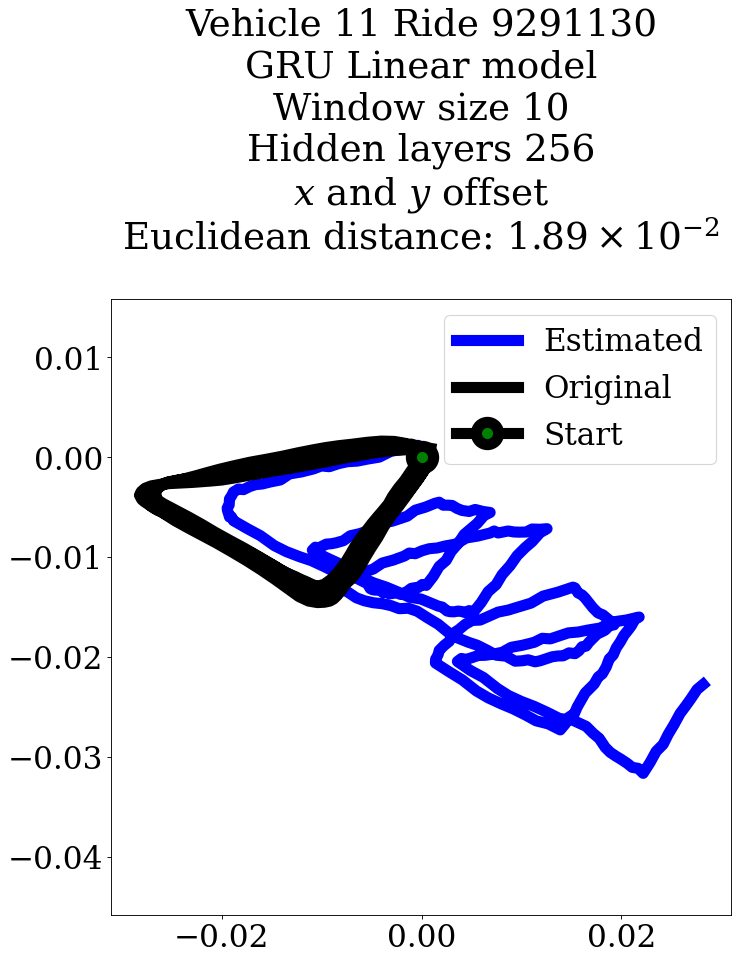 Vehicle 11 Ride 9291130
GRU Linear model
Window size 10
Hidden layers 256
x and y offset
Euclidean distance: 1.89 × 10⁻²
Estimated
Original
Start
0.01
0.00
−0.01
−0.02
−0.03
−0.04
−0.02 0.00 0.02